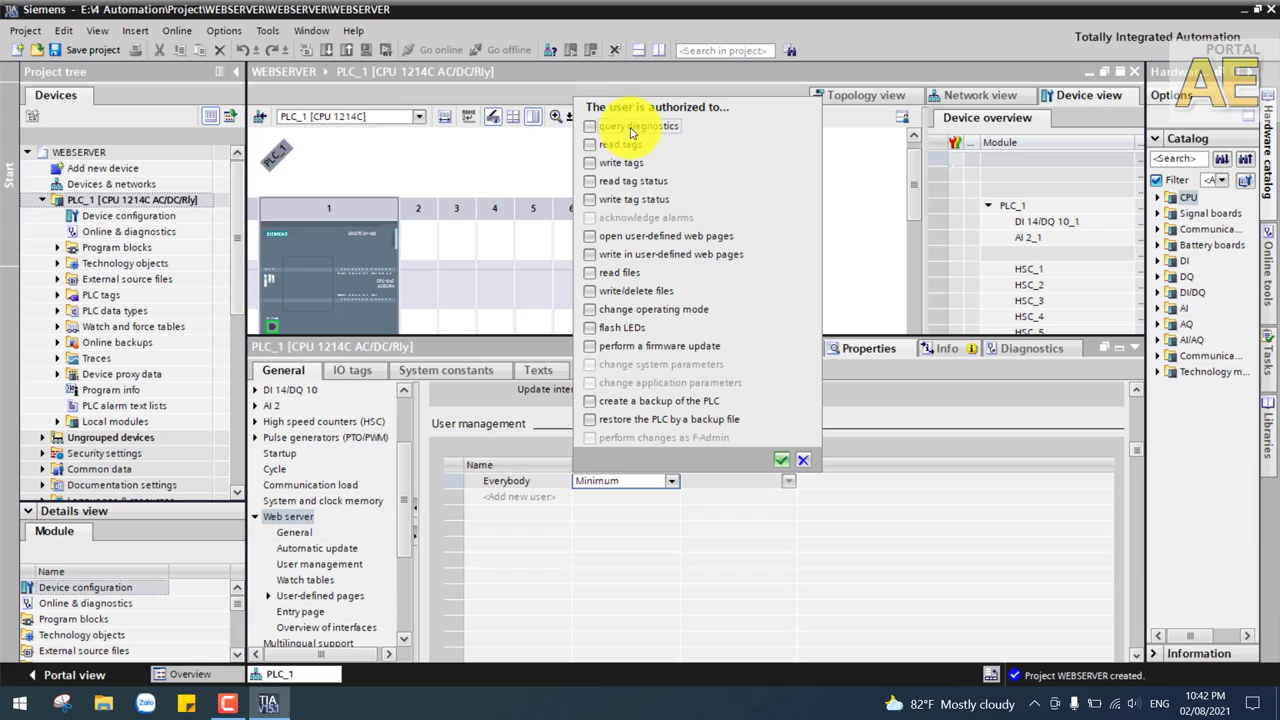 Siemens - E:\4 Automation\Project\WEBSERVER\WEBSERVER\WEBSERVER
Project Edit View Insert Online Options Tools Window Help
Totally Integrated Automation
PORTAL
AE
Save project
Go online
Go offline
<Search in project>
Project tree
WEBSERVER ▸ PLC_1 [CPU 1214C AC/DC/Rly]
Options
Devices
Topology view
Network view
Device view
PLC_1 [CPU 1214C]
Device overview
Module
Catalog
<Search>
Filter
Start
WEBSERVER
Add new device
Devices & networks
PLC_1 [CPU 1214C AC/DC/Rly]
Device configuration
Online & diagnostics
Program blocks
Technology objects
External source files
PLC tags
PLC data types
Watch and force tables
Online backups
Traces
Device proxy data
Program info
PLC alarm text lists
Local modules
Ungrouped devices
Security settings
Common data
Documentation settings
PLC_1
1
2
3
4
5
SIEMENS
The user is authorized to...
query diagnostics
read tags
write tags
read tag status
write tag status
acknowledge alarms
open user-defined web pages
write in user-defined web pages
read files
write/delete files
change operating mode
flash LEDs
perform a firmware update
change system parameters
change application parameters
create a backup of the PLC
restore the PLC by a backup file
perform changes as F-Admin
PLC_1
DI 14/DQ 10_1
AI 2_1
HSC_1
HSC_2
HSC_3
HSC_4
HSC_5
CPU
Signal boards
Communica...
Battery boards
DI
DQ
DI/DQ
AI
AQ
AI/AQ
Communica...
Technology m...
Online Tools
Tasks
Libraries
PLC_1 [CPU 1214C AC/DC/Rly]
Properties
Info
Diagnostics
General
IO tags
System constants
Texts
DI 14/DQ 10
AI 2
High speed counters (HSC)
Pulse generators (PTO/PWM)
Startup
Cycle
Communication load
System and clock memory
Web server
General
Automatic update
User management
Watch tables
User-defined pages
Entry page
Overview of interfaces
Multilingual support
User management
Name
Everybody
Minimum
<Add new user>
Details view
Module
Name
Device configuration
Online & diagnostics
Program blocks
Technology objects
External source files
Information
Portal view
Overview
PLC_1
Project WEBSERVER created.
Zalo
TIA
V15.1
82°F Mostly cloudy
ENG
10:42 PM
02/08/2021